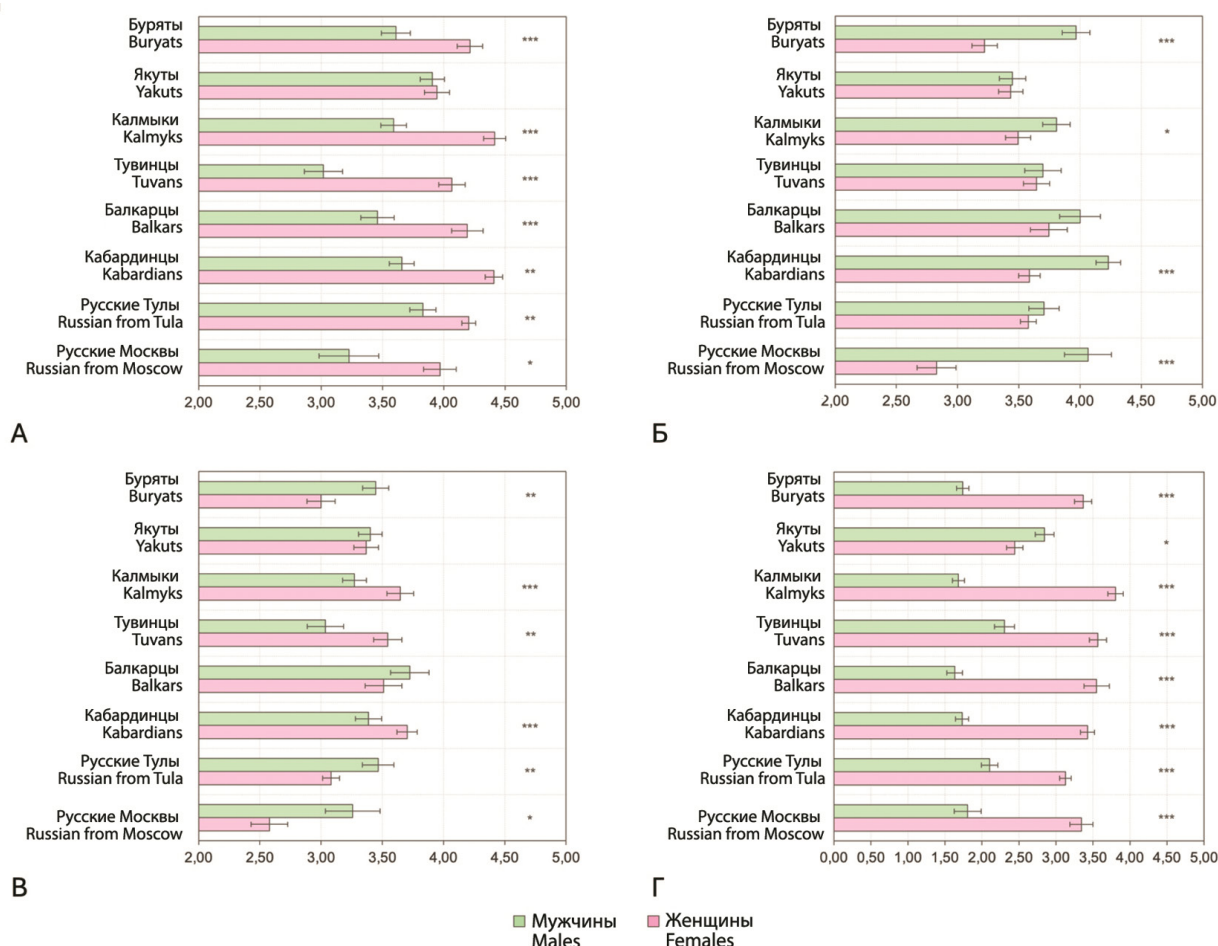 Буряты
Buryats
***
Якуты
Yakuts
Калмыки
Kalmyks
***
Тувинцы
Tuvans
***
Балкарцы
Balkars
***
Кабардинцы
Kabardians
**
Русские Тулы
Russian from Tula
**
Русские Москвы
Russian from Moscow
*
2,00 2,50 3,00 3,50 4,00 4,50 5,00
А
Буряты
Buryats
***
Якуты
Yakuts
Калмыки
Kalmyks
*
Тувинцы
Tuvans
Балкарцы
Balkars
Кабардинцы
Kabardians
***
Русские Тулы
Russian from Tula
Русские Москвы
Russian from Moscow
***
2,00 2,50 3,00 3,50 4,00 4,50 5,00
Б
Буряты
Buryats
**
Якуты
Yakuts
Калмыки
Kalmyks
***
Тувинцы
Tuvans
**
Балкарцы
Balkars
Кабардинцы
Kabardians
***
Русские Тулы
Russian from Tula
**
Русские Москвы
Russian from Moscow
*
2,00 2,50 3,00 3,50 4,00 4,50 5,00
В
Буряты
Buryats
***
Якуты
Yakuts
*
Калмыки
Kalmyks
***
Тувинцы
Tuvans
***
Балкарцы
Balkars
***
Кабардинцы
Kabardians
***
Русские Тулы
Russian from Tula
***
Русские Москвы
Russian from Moscow
***
0,00 0,50 1,00 1,50 2,00 2,50 3,00 3,50 4,00 4,50 5,00
Г
Мужчины
Males
Женщины
Females